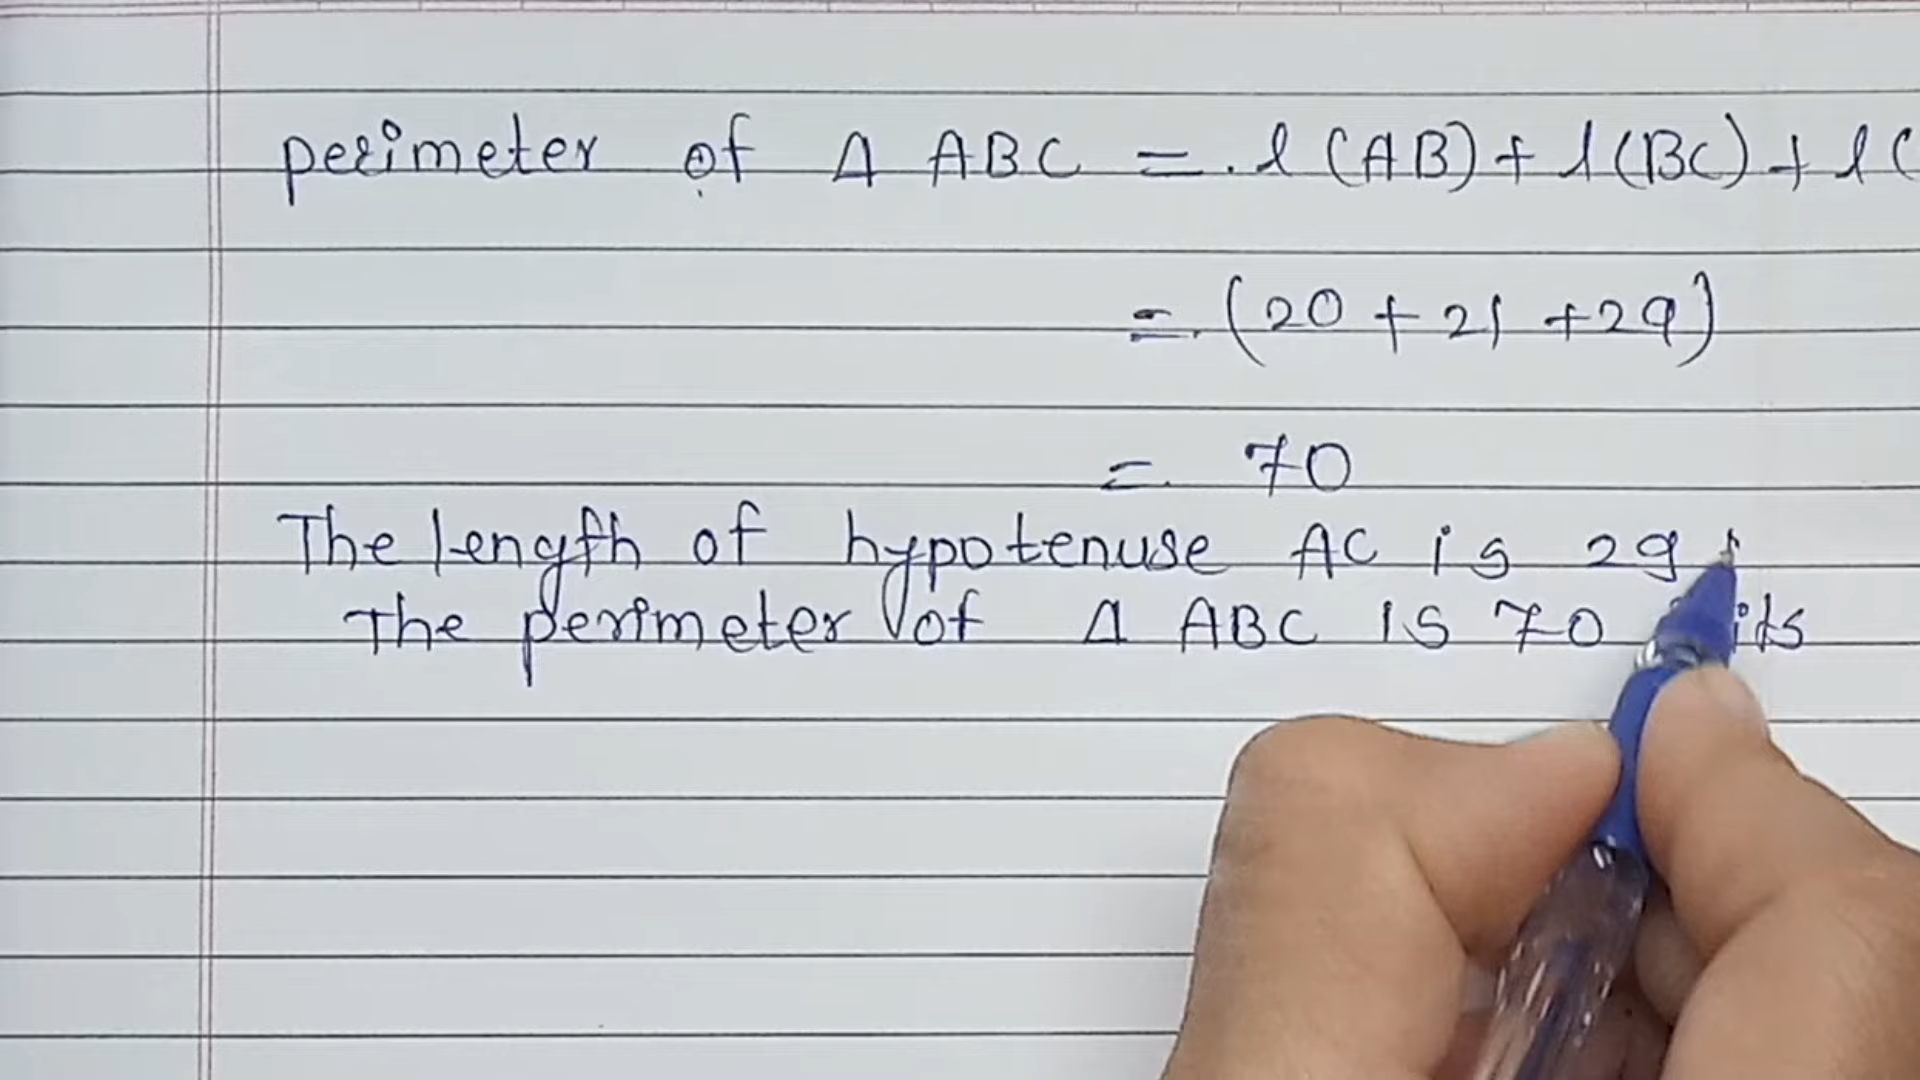 perimeter of Δ ABC = l (AB) + l (BC) + l (
= (20 + 21 + 29)
= 70
The length of hypotenuse AC is 29
The perimeter of Δ ABC is 70